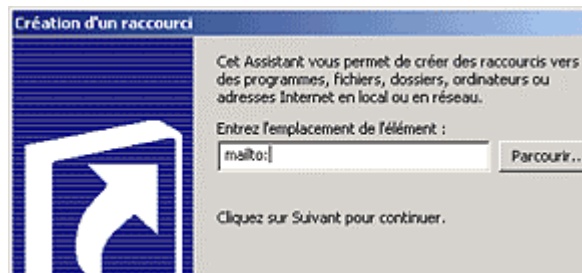 Création d'un raccourci
Cet Assistant vous permet de créer des raccourcis vers
des programmes, fichiers, dossiers, ordinateurs ou
adresses Internet en local ou en réseau.
Entrez l'emplacement de l'élément :
mailto:
Parcourir..
Cliquez sur Suivant pour continuer.